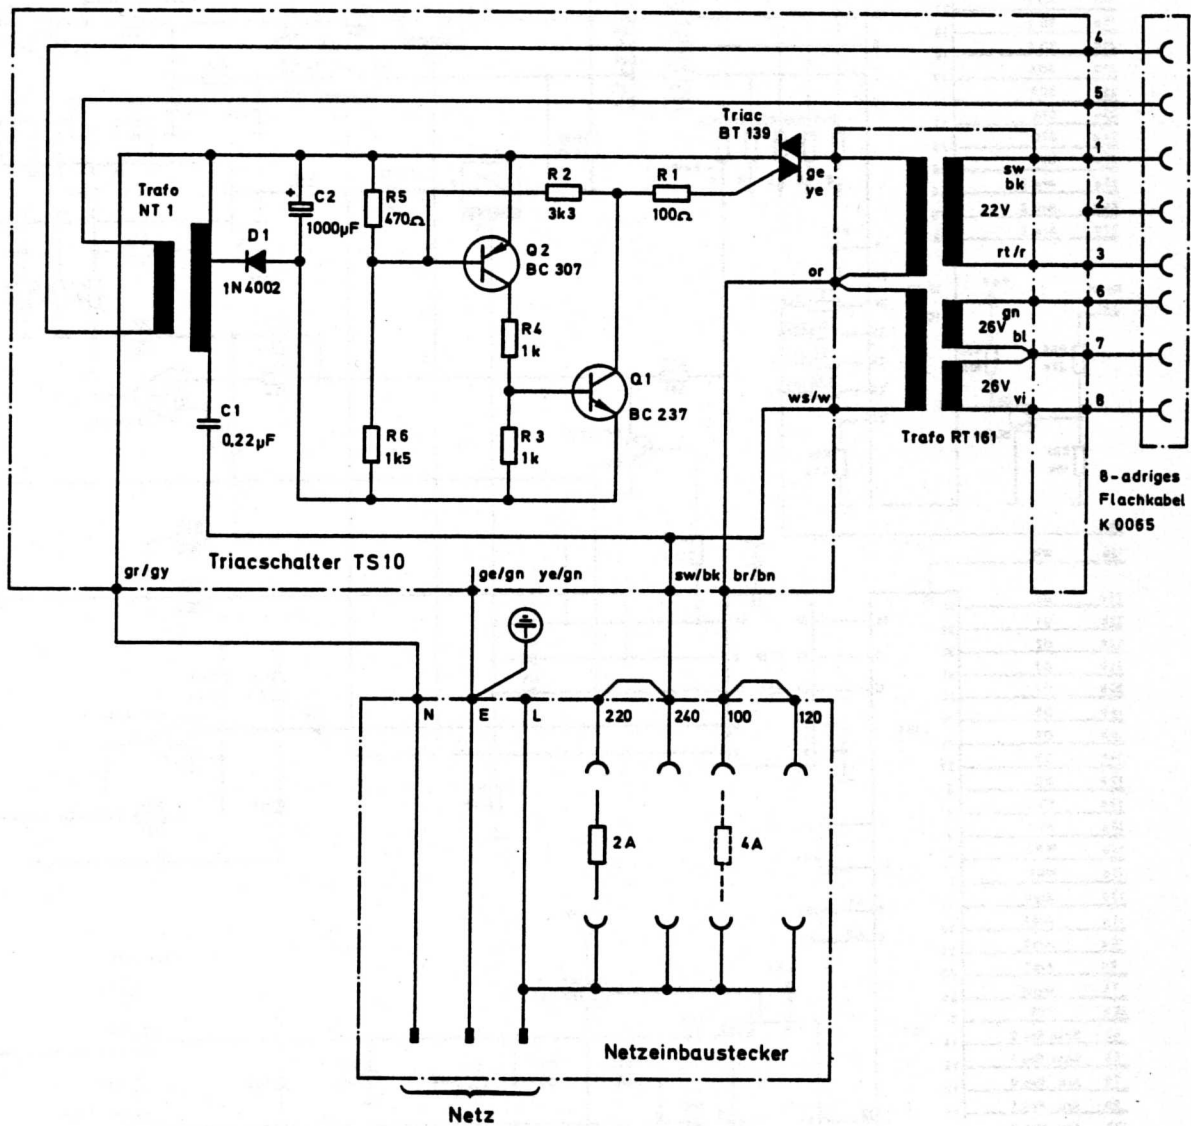 4
5
Triac
BT 139
1
Trafo
NT 1
C2
+
1000µF
R5
470Ω
R2
3k3
R1
100Ω
ge
ye
sw
bk
22V
2
D1
1N4002
Q2
BC 307
or
rt/r
3
gn
6
26V
bl
7
R4
1k
Q1
BC 237
ws/w
26V
vi
8
C1
0,22µF
R6
1k5
R3
1k
Trafo RT 161
8-adriges
Flachkabel
K 0065
Triacschalter TS10
gr/gy
ge/gn ye/gn
sw/bk
br/bn
N
E
L
220
240
100
120
2A
4A
Netzeinbaustecker
Netz